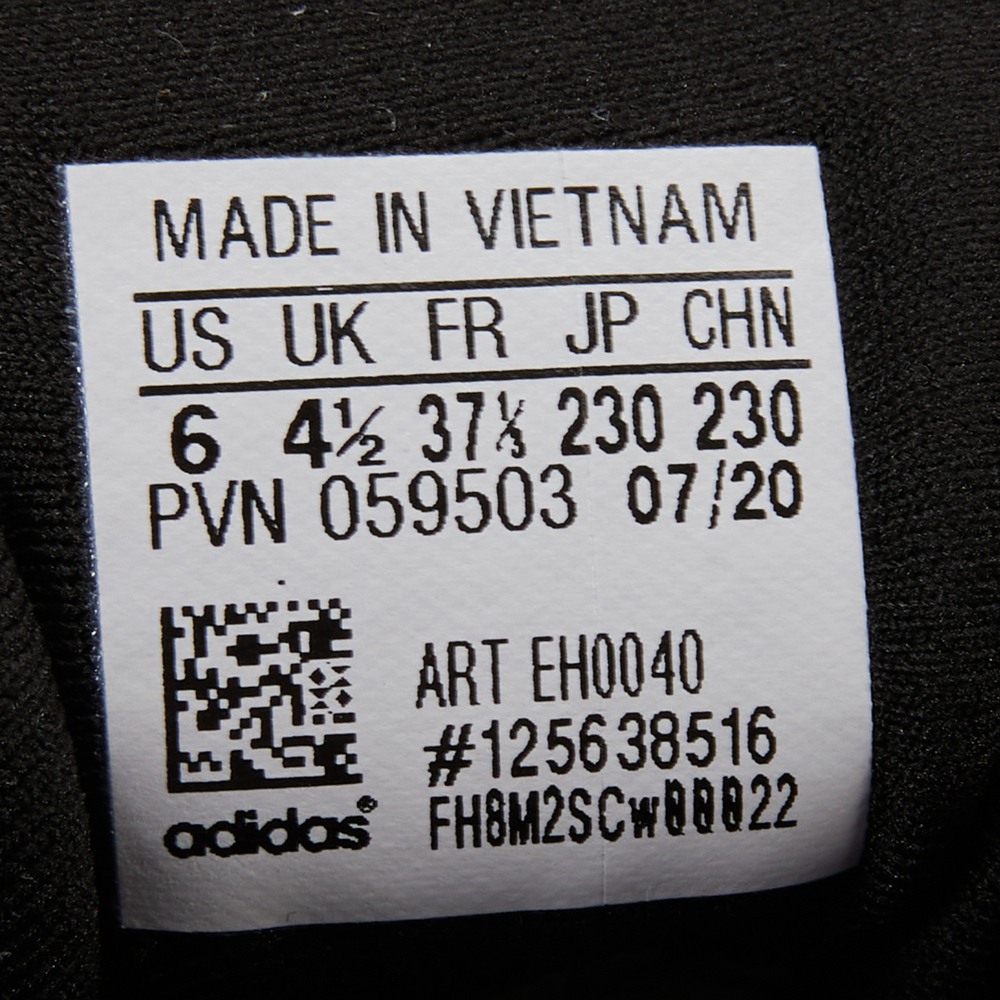 MADE IN VIETNAM
US UK FR JP CHN
6 4½ 37⅓ 230 230
PVN 059503 07/20
ART EH0040
#125638516
FH8M2SCw00022
adidas®